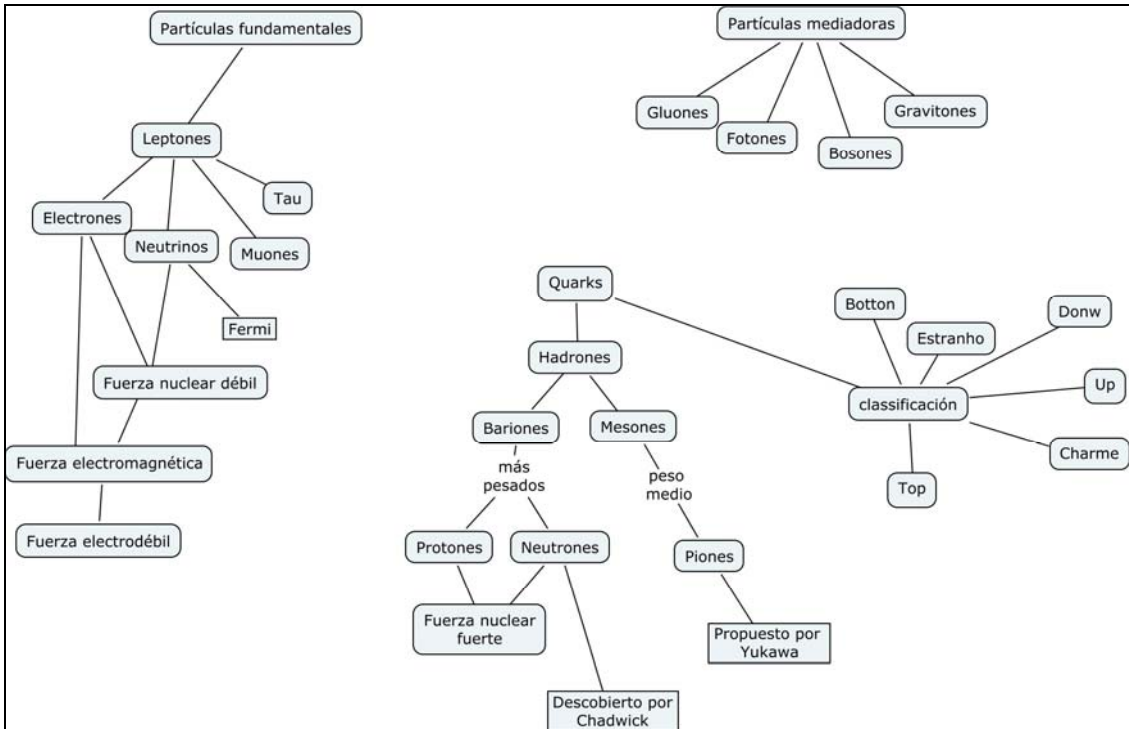 Partículas fundamentales
Leptones
Tau
Electrones
Neutrinos
Muones
Fermi
Fuerza nuclear débil
Fuerza electromagnética
Fuerza electrodébil
Partículas mediadoras
Gluones
Fotones
Bosones
Gravitones
Quarks
Hadrones
Bariones
Mesones
más
pesados
peso
medio
Protones
Neutrones
Piones
Fuerza nuclear
fuerte
Propuesto por
Yukawa
Descobierto por
Chadwick
Botton
Estranho
Donw
Up
classificación
Charme
Top